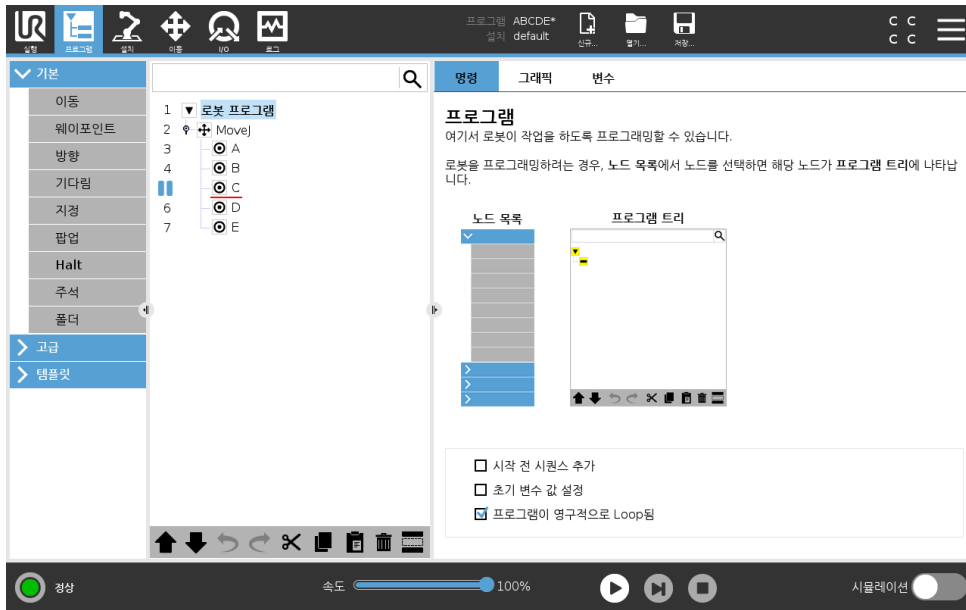 프로그램 ABCDE*
설치 default
C C
C C
실행 프로그램 설치 이동 I/O 로그 신규... 열기... 저장...
기본
이동
웨이포인트
방향
기다림
지정
팝업
Halt
주석
폴더
고급
템플릿
1 로봇 프로그램
2 MoveJ
3 A
4 B
C
6 D
7 E
명령 그래픽 변수
프로그램
여기서 로봇이 작업을 하도록 프로그래밍할 수 있습니다.
로봇을 프로그래밍하려는 경우, 노드 목록에서 노드를 선택하면 해당 노드가 프로그램 트리에 나타납
니다.
노드 목록 프로그램 트리
시작 전 시퀀스 추가
초기 변수 값 설정
프로그램이 영구적으로 Loop됨
정상 속도 100% 시뮬레이션